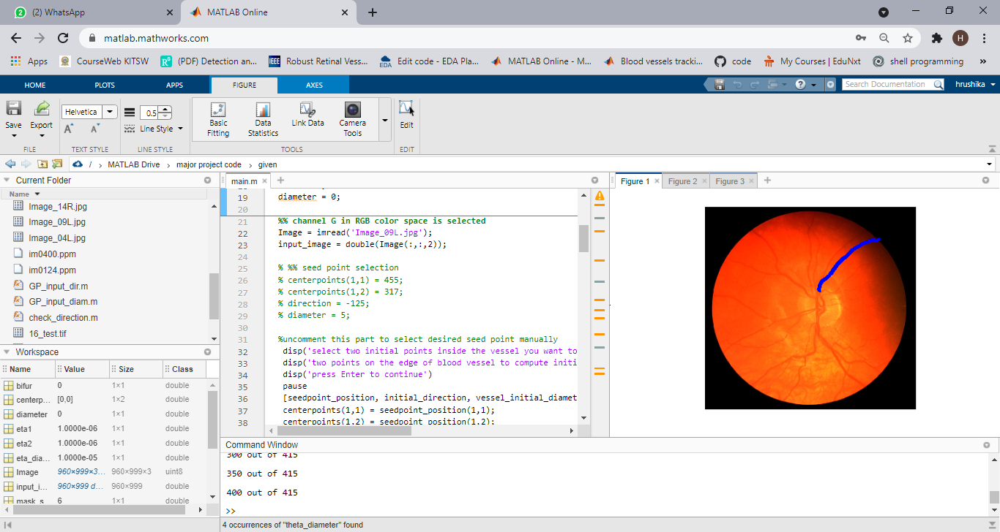 (2) WhatsApp
MATLAB Online
matlab.mathworks.com
H
Apps
CourseWeb KITSW
(PDF) Detection an...
Robust Retinal Vess...
Edit code - EDA Pla...
MATLAB Online - M...
Blood vessels tracki...
code
My Courses | EduNxt
shell programming
HOME
PLOTS
APPS
FIGURE
AXES
Search Documentation
hrushika
Save
Export
Helvetica
0.5
Line Style
Basic Fitting
Data Statistics
Link Data
Camera Tools
Edit
FILE
TEXT STYLE
LINE STYLE
TOOLS
EDIT
/ › MATLAB Drive › major project code › given
Current Folder
Name
Image_14R.jpg
Image_09L.jpg
Image_04L.jpg
im0400.ppm
im0124.ppm
GP_input_dir.m
GP_input_diam.m
check_direction.m
16_test.tif
Workspace
Name Value Size Class
bifur 0 1×1 double
centerp... [0,0] 1×2 double
diameter 0 1×1 double
eta1 1.0000e-06 1×1 double
eta2 1.0000e-06 1×1 double
eta_dia... 1.0000e-05 1×1 double
Image 960×999×3... 960×999×3 uint8
input_i... 960×999 d... 960×999 double
mask_s 6 1×1 double
main.m
19 diameter = 0;
20
21 %% channel G in RGB color space is selected
22 Image = imread('Image_09L.jpg');
23 input_image = double(Image(:,:,2));
24
25 % %% seed point selection
26 % centerpoints(1,1) = 455;
27 % centerpoints(1,2) = 317;
28 % direction = -125;
29 % diameter = 5;
30
31 %uncomment this part to select desired seed point manually
32 disp('select two initial points inside the vessel you want to
33 disp('two points on the edge of blood vessel to compute initi
34 disp('press Enter to continue')
35 pause
36 [seedpoint_position, initial_direction, vessel_initial_diamet
37 centerpoints(1,1) = seedpoint_position(1,1);
38 centerpoints(1,2) = seedpoint_position(1,2);
Figure 1
Figure 2
Figure 3
Command Window
300 out of 415
350 out of 415
400 out of 415
>>
4 occurrences of "theta_diameter" found